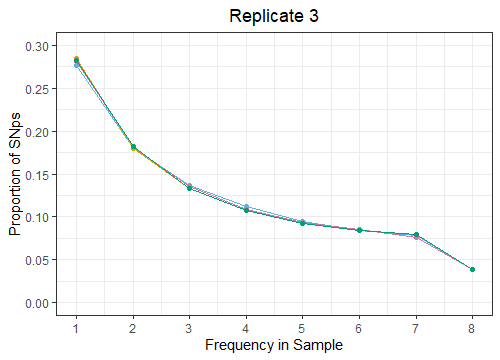 Replicate 3
Proportion of SNps
0.30
0.25
0.20
0.15
0.10
0.05
0.00
1 2 3 4 5 6 7 8
Frequency in Sample